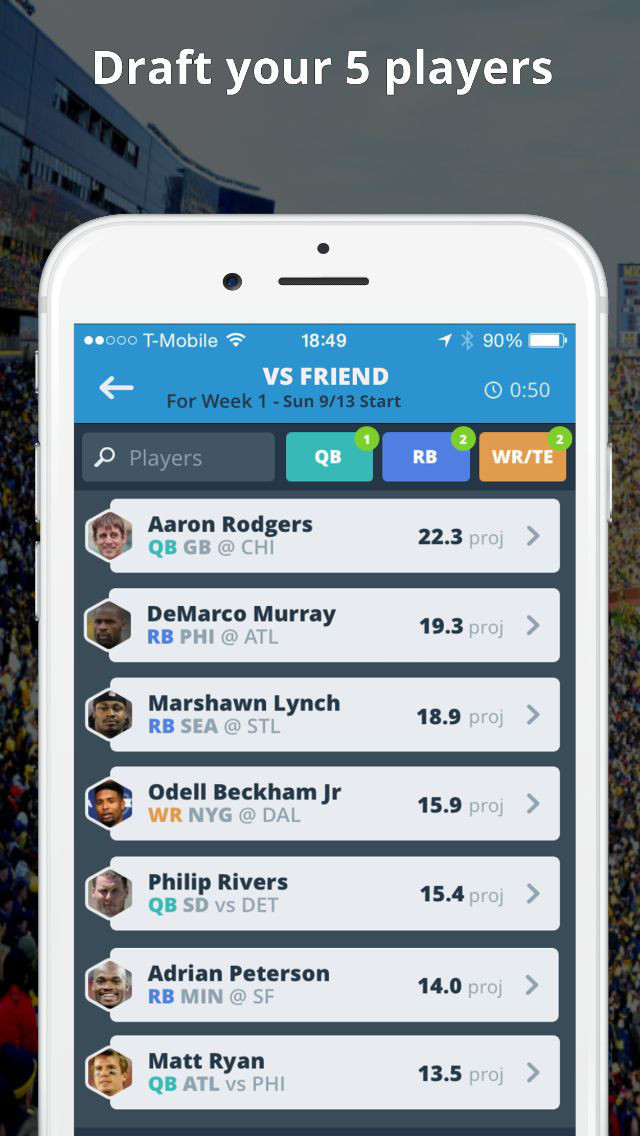 Draft your 5 players
T-Mobile 18:49 90%
VS FRIEND
For Week 1 - Sun 9/13 Start
0:50
Players QB 1 RB 2 WR/TE 2
Aaron Rodgers
QB GB @ CHI
22.3 proj
DeMarco Murray
RB PHI @ ATL
19.3 proj
Marshawn Lynch
RB SEA @ STL
18.9 proj
Odell Beckham Jr
WR NYG @ DAL
15.9 proj
Philip Rivers
QB SD vs DET
15.4 proj
Adrian Peterson
RB MIN @ SF
14.0 proj
Matt Ryan
QB ATL vs PHI
13.5 proj